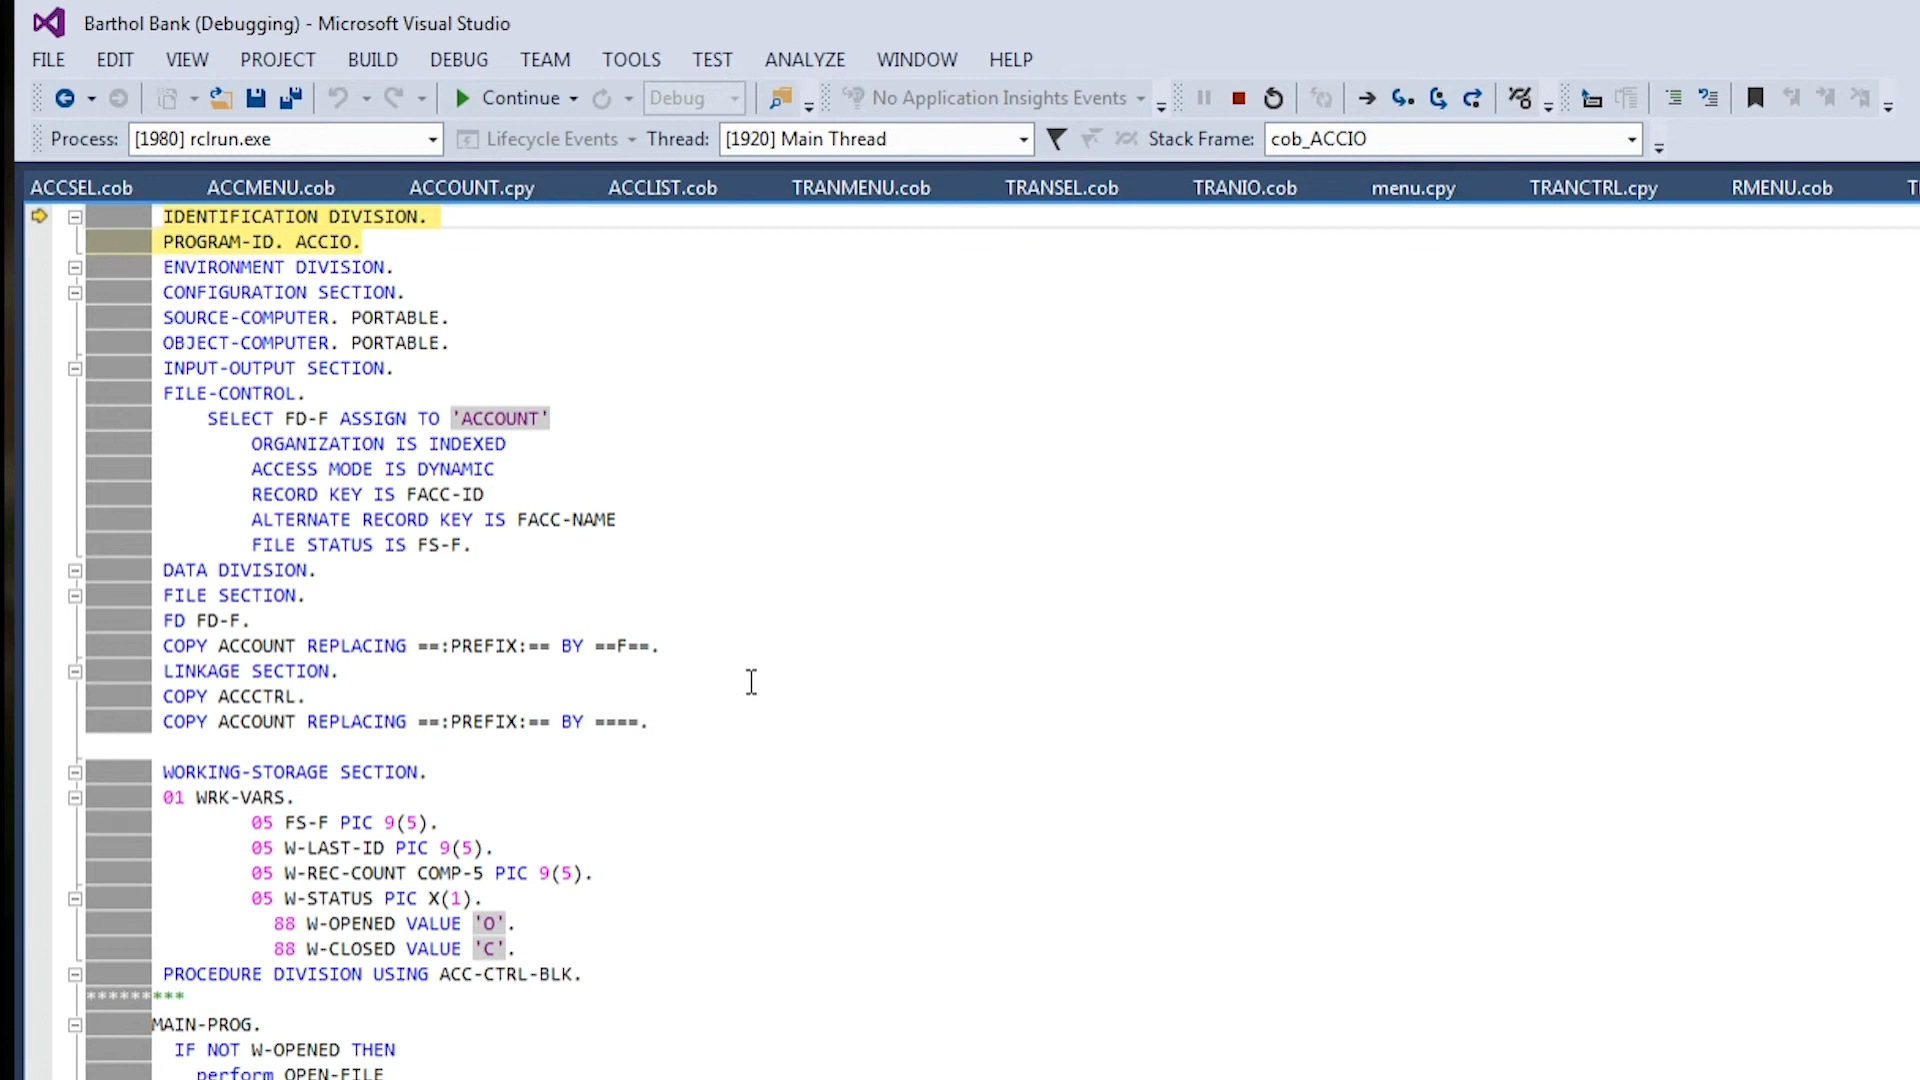 Barthol Bank (Debugging) - Microsoft Visual Studio
FILE EDIT VIEW PROJECT BUILD DEBUG TEAM TOOLS TEST ANALYZE WINDOW HELP
Continue Debug No Application Insights Events
Process: [1980] rclrun.exe Lifecycle Events Thread: [1920] Main Thread Stack Frame: cob_ACCIO
ACCSEL.cob ACCMENU.cob ACCOUNT.cpy ACCLIST.cob TRANMENU.cob TRANSEL.cob TRANIO.cob menu.cpy TRANCTRL.cpy RMENU.cob
IDENTIFICATION DIVISION.
PROGRAM-ID. ACCIO.
ENVIRONMENT DIVISION.
CONFIGURATION SECTION.
SOURCE-COMPUTER. PORTABLE.
OBJECT-COMPUTER. PORTABLE.
INPUT-OUTPUT SECTION.
FILE-CONTROL.
SELECT FD-F ASSIGN TO 'ACCOUNT'
ORGANIZATION IS INDEXED
ACCESS MODE IS DYNAMIC
RECORD KEY IS FACC-ID
ALTERNATE RECORD KEY IS FACC-NAME
FILE STATUS IS FS-F.
DATA DIVISION.
FILE SECTION.
FD FD-F.
COPY ACCOUNT REPLACING ==:PREFIX:== BY ==F==.
LINKAGE SECTION.
COPY ACCCTRL.
COPY ACCOUNT REPLACING ==:PREFIX:== BY ====.
WORKING-STORAGE SECTION.
01 WRK-VARS.
05 FS-F PIC 9(5).
05 W-LAST-ID PIC 9(5).
05 W-REC-COUNT COMP-5 PIC 9(5).
05 W-STATUS PIC X(1).
88 W-OPENED VALUE 'O'.
88 W-CLOSED VALUE 'C'.
PROCEDURE DIVISION USING ACC-CTRL-BLK.
*********
MAIN-PROG.
IF NOT W-OPENED THEN
perform OPEN-FILE